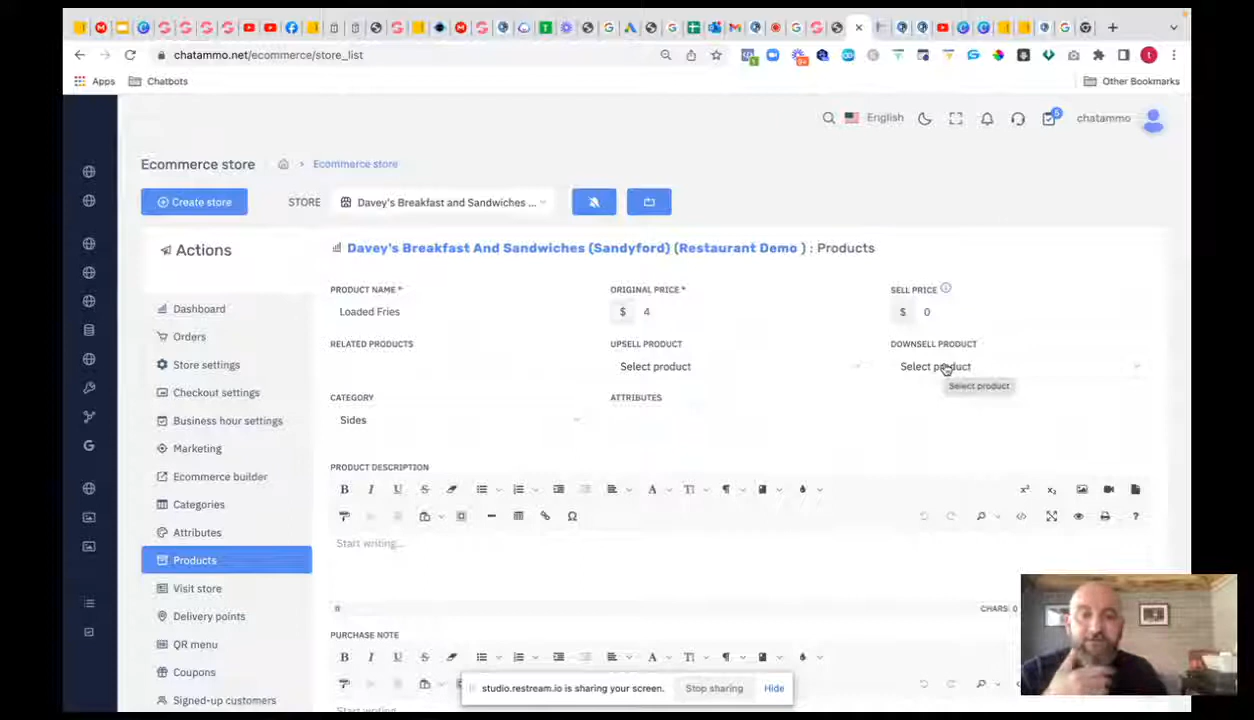 chatammo.net/ecommerce/store_list
Apps
Chatbots
Other Bookmarks
English
5
chatammo
Ecommerce store
Ecommerce store
Create store
STORE
Davey's Breakfast and Sandwiches ...
Actions
Davey's Breakfast And Sandwiches (Sandyford) (Restaurant Demo ) : Products
Dashboard
Orders
Store settings
Checkout settings
Business hour settings
Marketing
Ecommerce builder
Categories
Attributes
Products
Visit store
Delivery points
QR menu
Coupons
Signed-up customers
PRODUCT NAME *
ORIGINAL PRICE *
SELL PRICE
Loaded Fries
$ 4
$ 0
RELATED PRODUCTS
UPSELL PRODUCT
DOWNSELL PRODUCT
Select product
Select product
Select product
CATEGORY
ATTRIBUTES
Sides
PRODUCT DESCRIPTION
Start writing...
CHARS: 0
PURCHASE NOTE
studio.restream.io is sharing your screen.
Stop sharing
Hide